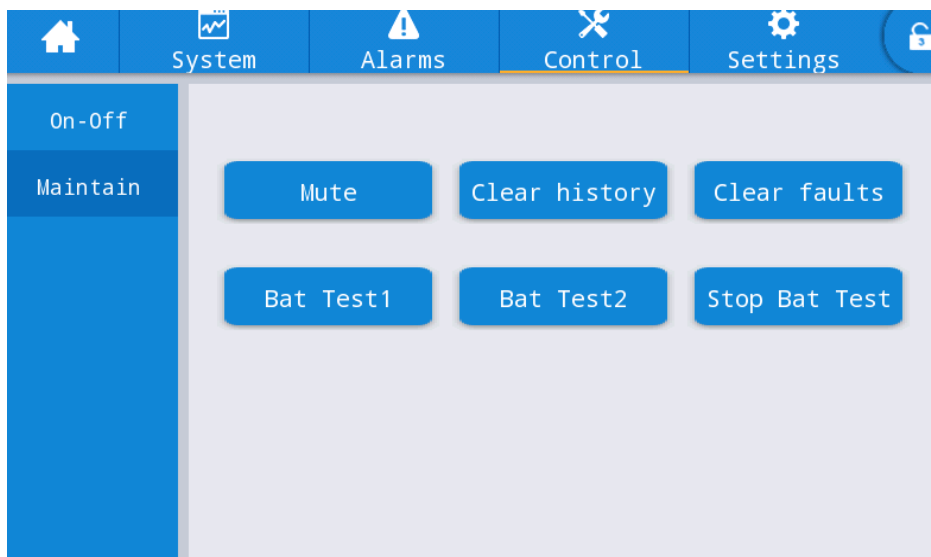 System Alarms Control Settings
3
On-Off
Maintain
Mute Clear history Clear faults
Bat Test1 Bat Test2 Stop Bat Test